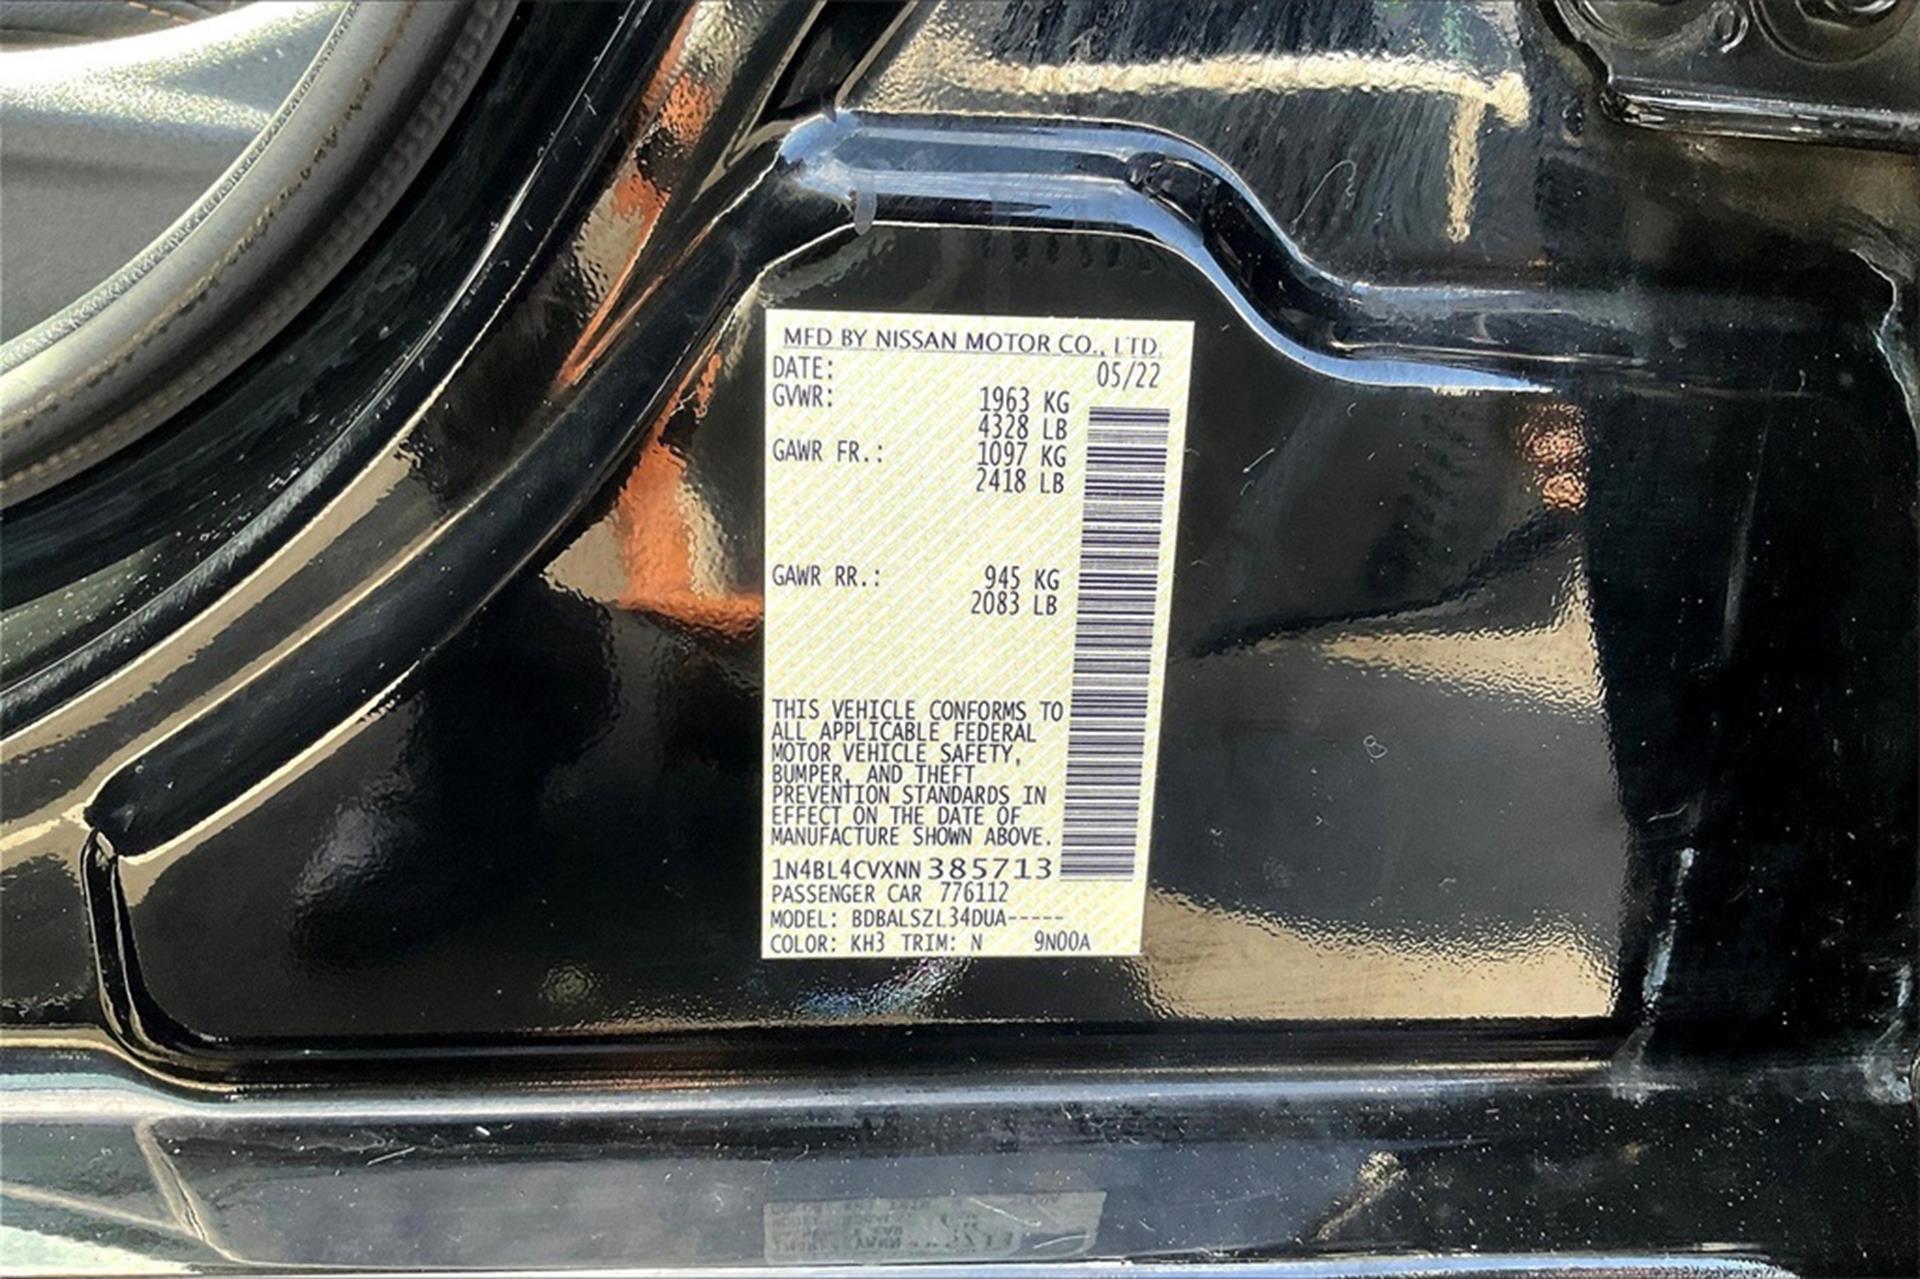 MFD BY NISSAN MOTOR CO., LTD.
DATE: 05/22
GVWR: 1963 KG
4328 LB
GAWR FR.: 1097 KG
2418 LB
GAWR RR.: 945 KG
2083 LB
THIS VEHICLE CONFORMS TO
ALL APPLICABLE FEDERAL
MOTOR VEHICLE SAFETY,
BUMPER, AND THEFT
PREVENTION STANDARDS IN
EFFECT ON THE DATE OF
MANUFACTURE SHOWN ABOVE.
1N4BL4CVXNN385713
PASSENGER CAR 776112
MODEL: BDBALSZL34DUA-----
COLOR: KH3 TRIM: N 9N00A